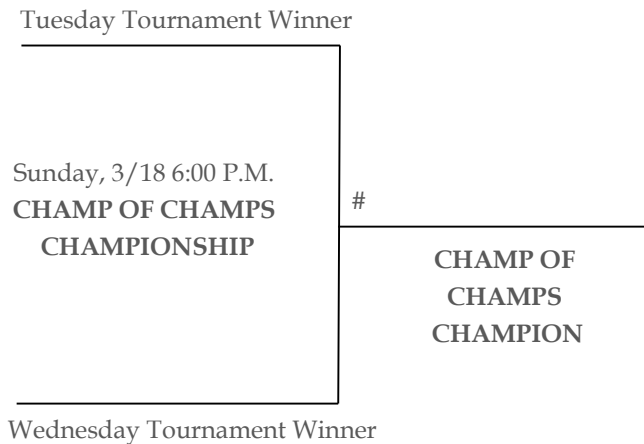 Tuesday Tournament Winner
Sunday, 3/18 6:00 P.M.
CHAMP OF CHAMPS
CHAMPIONSHIP
#
CHAMP OF
CHAMPS
CHAMPION
Wednesday Tournament Winner